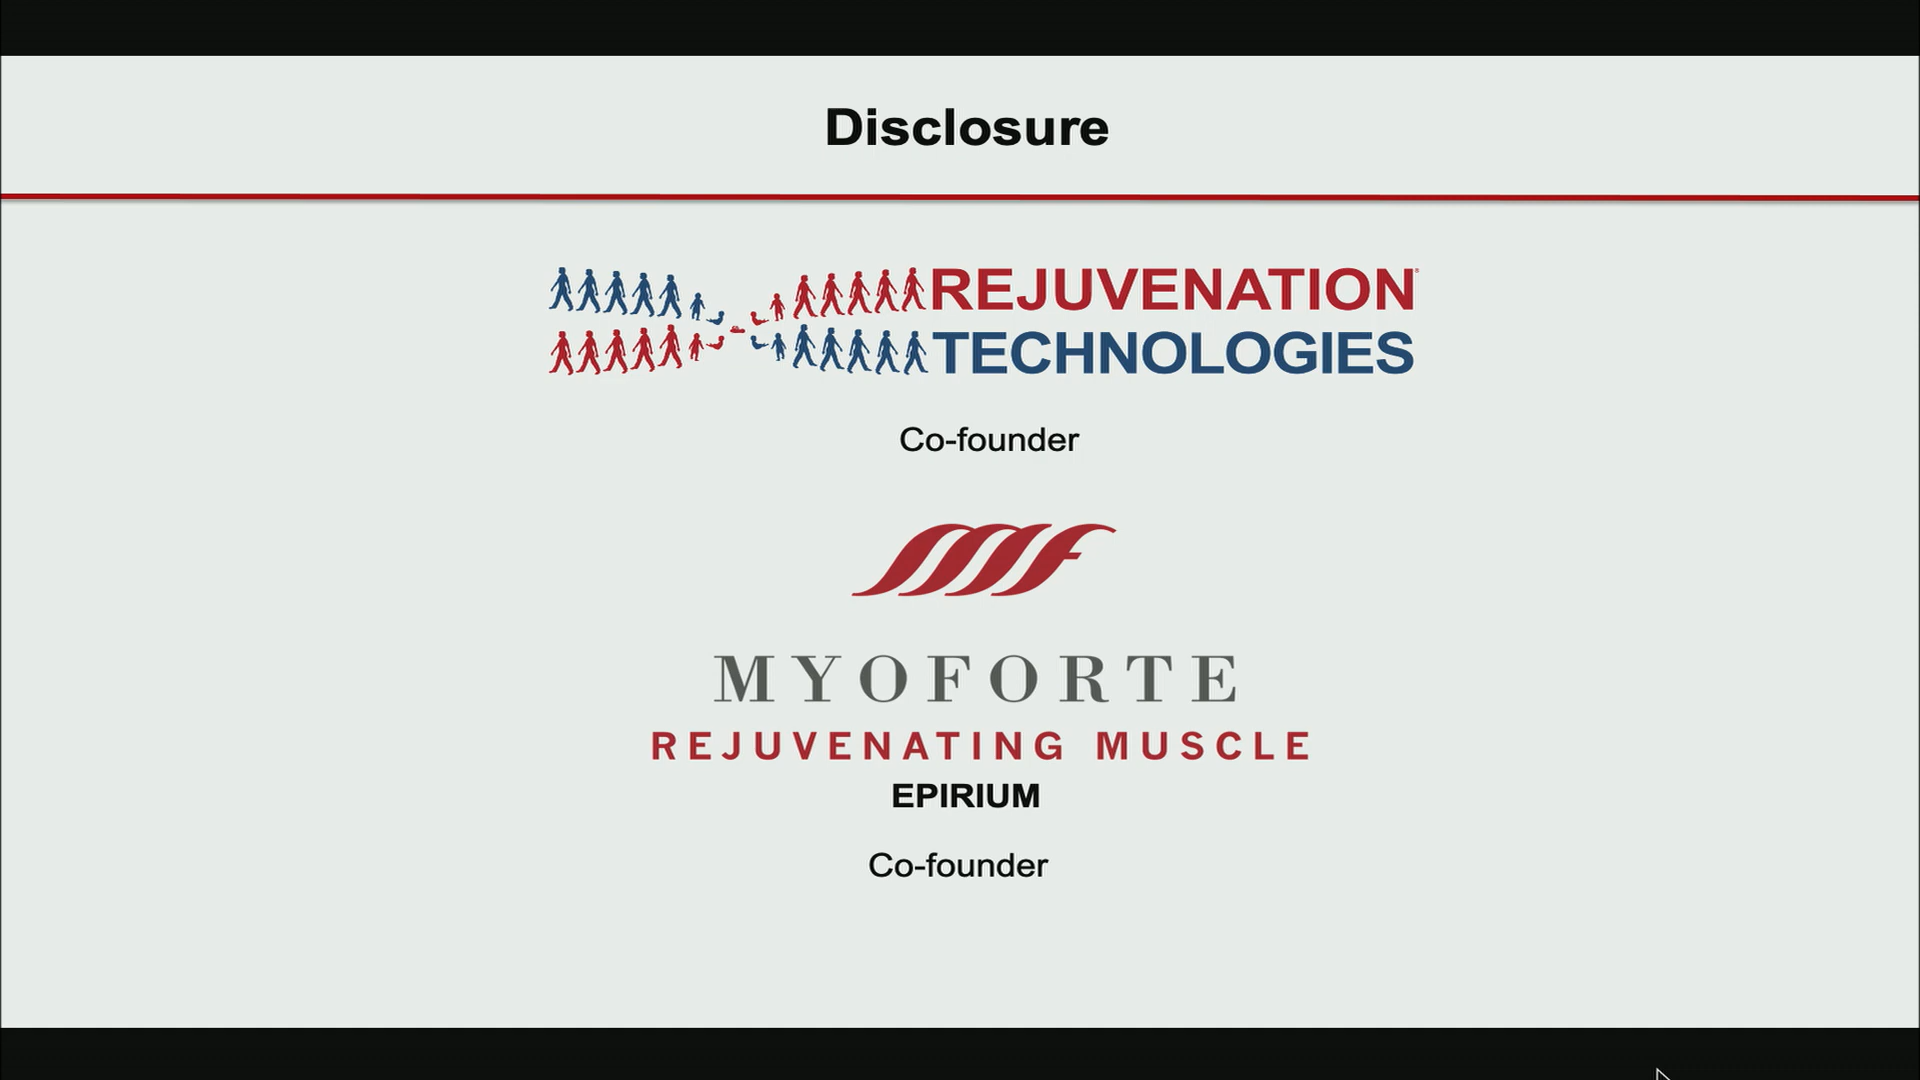 Disclosure
REJUVENATION
TECHNOLOGIES
Co-founder
MYOFORTE
REJUVENATING MUSCLE
EPIRIUM
Co-founder